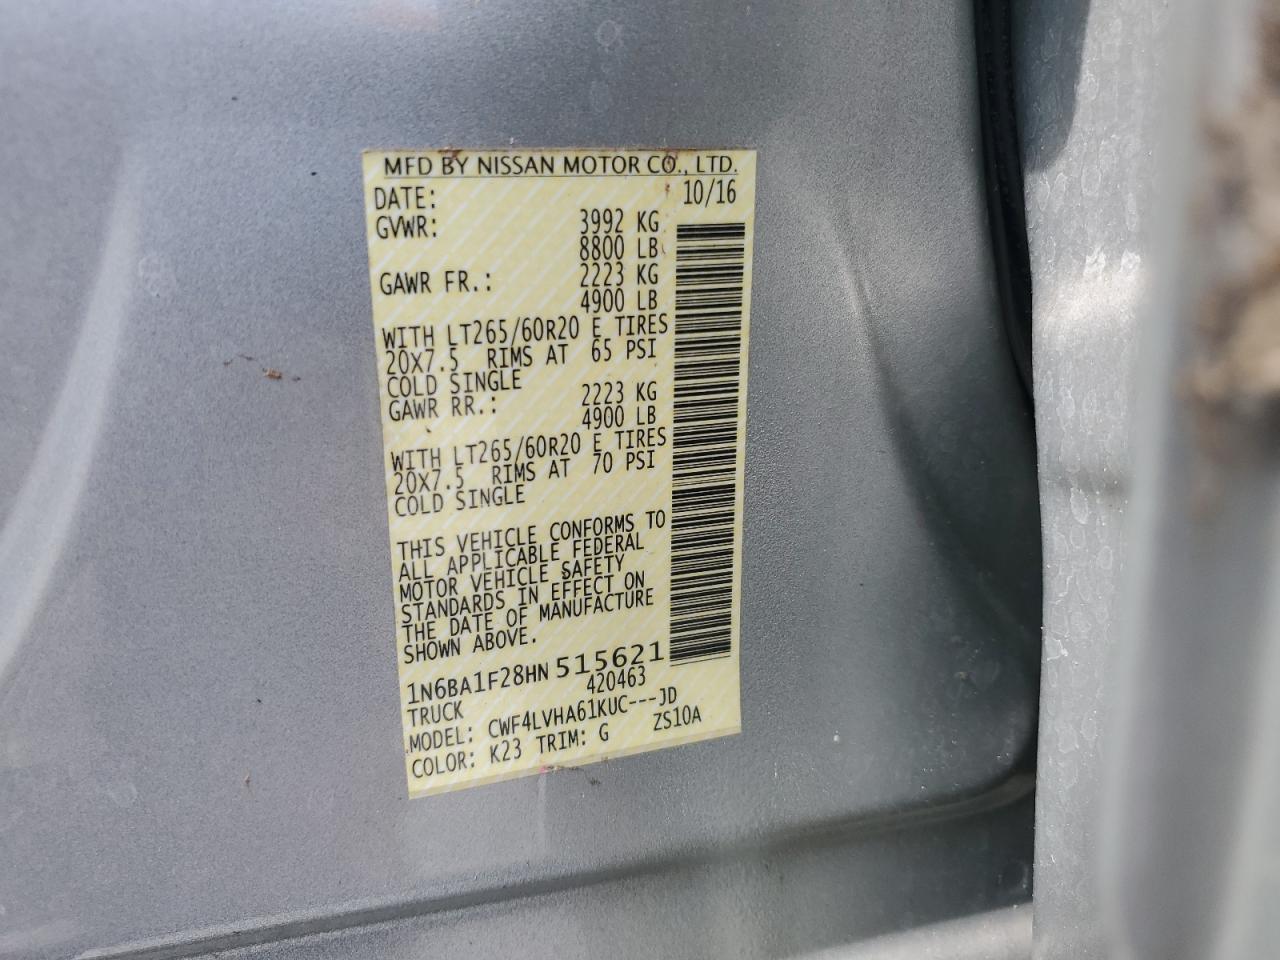 MFD BY NISSAN MOTOR CO., LTD.
DATE: 10/16
GVWR: 3992 KG
8800 LB
GAWR FR.: 2223 KG
4900 LB
WITH LT265/60R20 E TIRES
20X7.5 RIMS AT 65 PSI
COLD SINGLE
GAWR RR.: 2223 KG
4900 LB
WITH LT265/60R20 E TIRES
20X7.5 RIMS AT 70 PSI
COLD SINGLE
THIS VEHICLE CONFORMS TO
ALL APPLICABLE FEDERAL
MOTOR VEHICLE SAFETY
STANDARDS IN EFFECT ON
THE DATE OF MANUFACTURE
SHOWN ABOVE.
1N6BA1F28HN515621
TRUCK 420463
MODEL: CWF4LVHA61KUC---JD
COLOR: K23 TRIM: G ZS10A